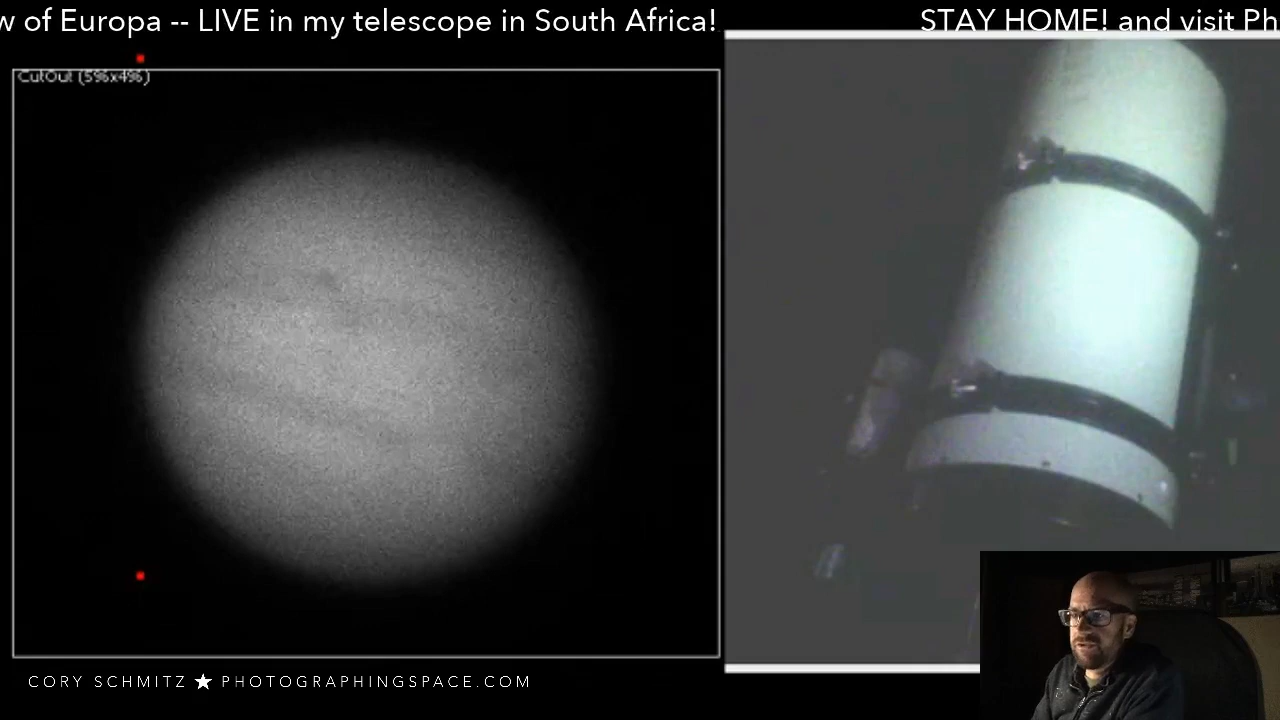 w of Europa -- LIVE in my telescope in South Africa! STAY HOME! and visit Ph
CutOut (5%x4%)
CORY SCHMITZ ★ PHOTOGRAPHINGSPACE.COM